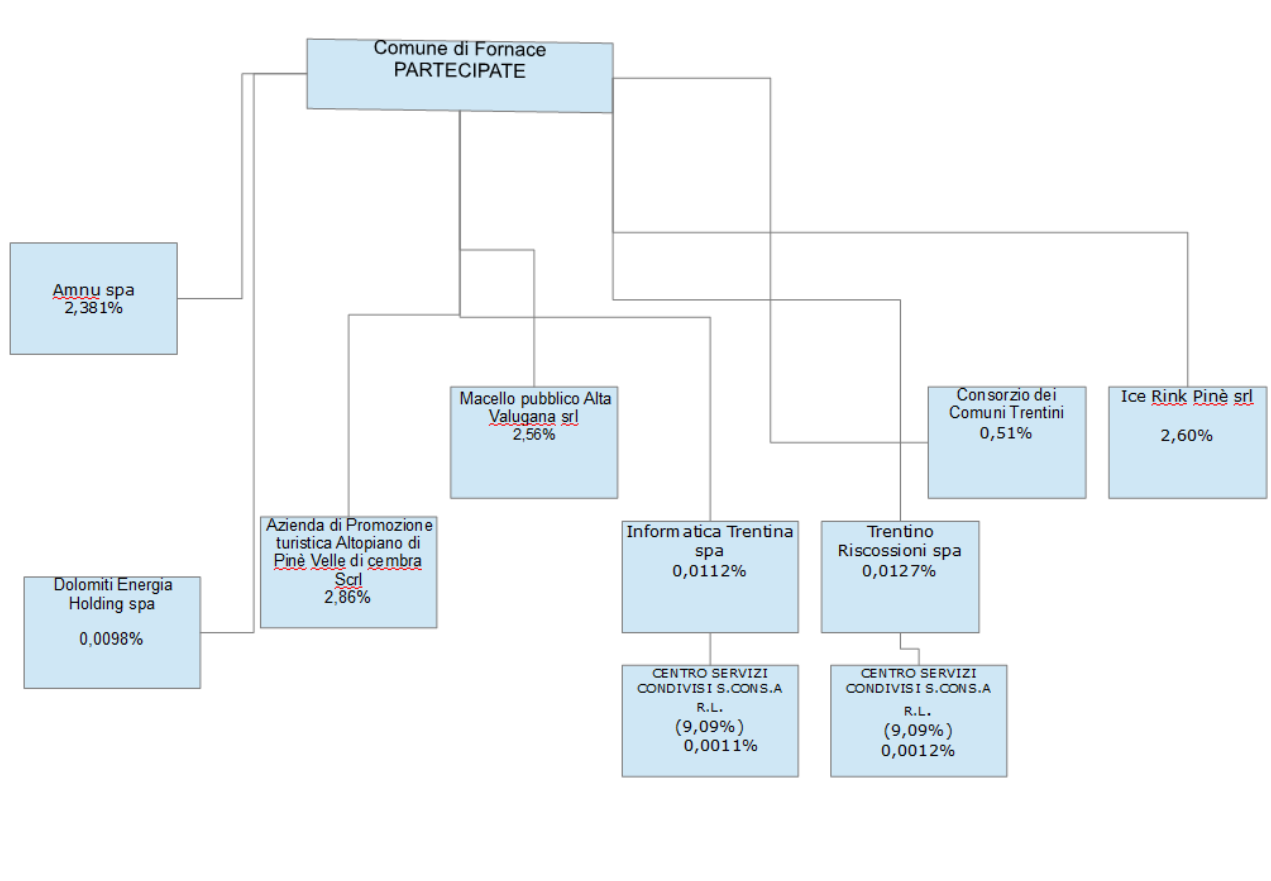 Comune di Fornace
PARTECIPATE
Amnu spa
2,381%
Macello pubblico Alta
Valugana srl
2,56%
Consorzio dei
Comuni Trentini
0,51%
Ice Rink Pinè srl
2,60%
Azienda di Promozione
turistica Altopiano di
Pinè Velle di cembra
Scrl
2,86%
Informatica Trentina
spa
0,0112%
Trentino
Riscossioni spa
0,0127%
Dolomiti Energia
Holding spa
0,0098%
CENTRO SERVIZI
CONDIVISI S.CONS.A
R.L.
(9,09%)
0,0011%
CENTRO SERVIZI
CONDIVISI S.CONS.A
R.L.
(9,09%)
0,0012%